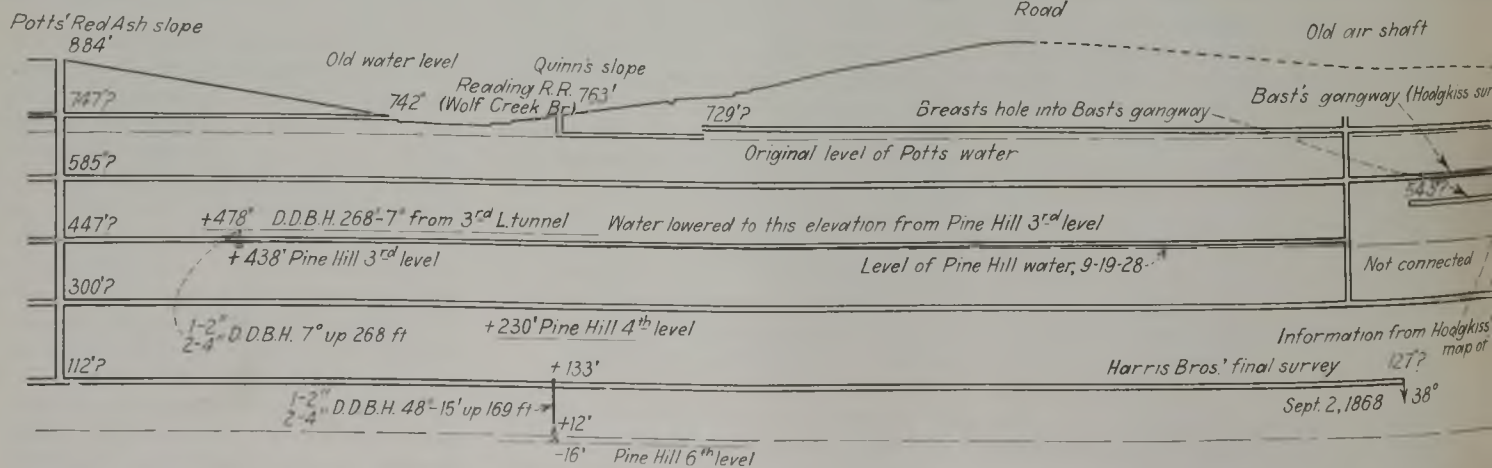 Road
Potts' Red Ash slope
884'
Old air shaft
Old water level
Quinn's slope
Reading R.R. 763'
(Wolf Creek Br)
742'
747'?
729'?
Breasts hole into Bast's gangway
Bast's gangway (Hodgkiss sur
Original level of Potts water
585'?
543'?
447'?
+478' D.D.B.H. 268'-7" from 3rd L. tunnel
Water lowered to this elevation from Pine Hill 3rd level
+438' Pine Hill 3rd level
Level of Pine Hill water, 9-19-28
Not connected
300'?
1-2"
2-4" D.D.B.H. 7° up 268 ft
+230' Pine Hill 4th level
Information from Hodgkiss'
map of
112'?
+133'
Harris Bros.' final survey
127'?
1-2"
2-4" D.D.B.H. 48°-15' up 169 ft
Sept. 2, 1868
38°
+12'
-16' Pine Hill 6th level